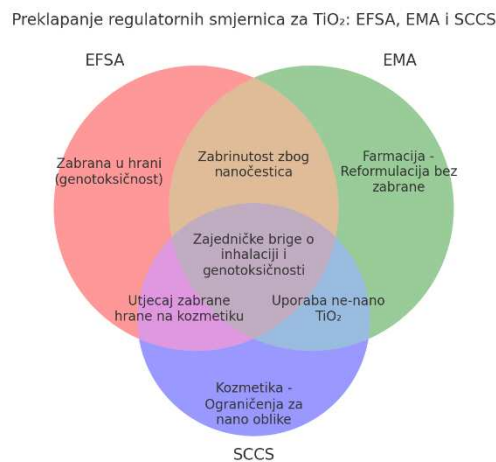 Preklapanje regulatornih smjernica za TiO₂: EFSA, EMA i SCCS
EFSA
EMA
Zabrana u hrani
(genotoksičnost)
Zabrinutost zbog
nanočestica
Farmacija -
Reformulacija bez
zabrane
Zajedničke brige o
inhalaciji i
genotoksičnosti
Utjecaj zabrane
hrane na kozmetiku
Uporaba ne-nano
TiO₂
Kozmetika -
Ograničenja za
nano oblike
SCCS